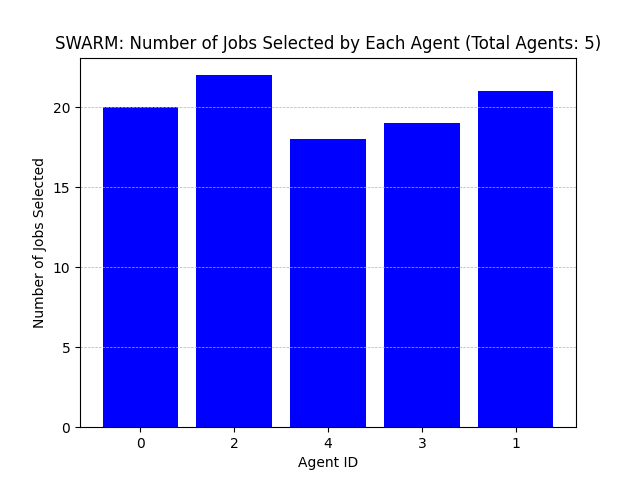 SWARM: Number of Jobs Selected by Each Agent (Total Agents: 5)
20
15
10
5
0
Number of Jobs Selected
0 2 4 3 1
Agent ID